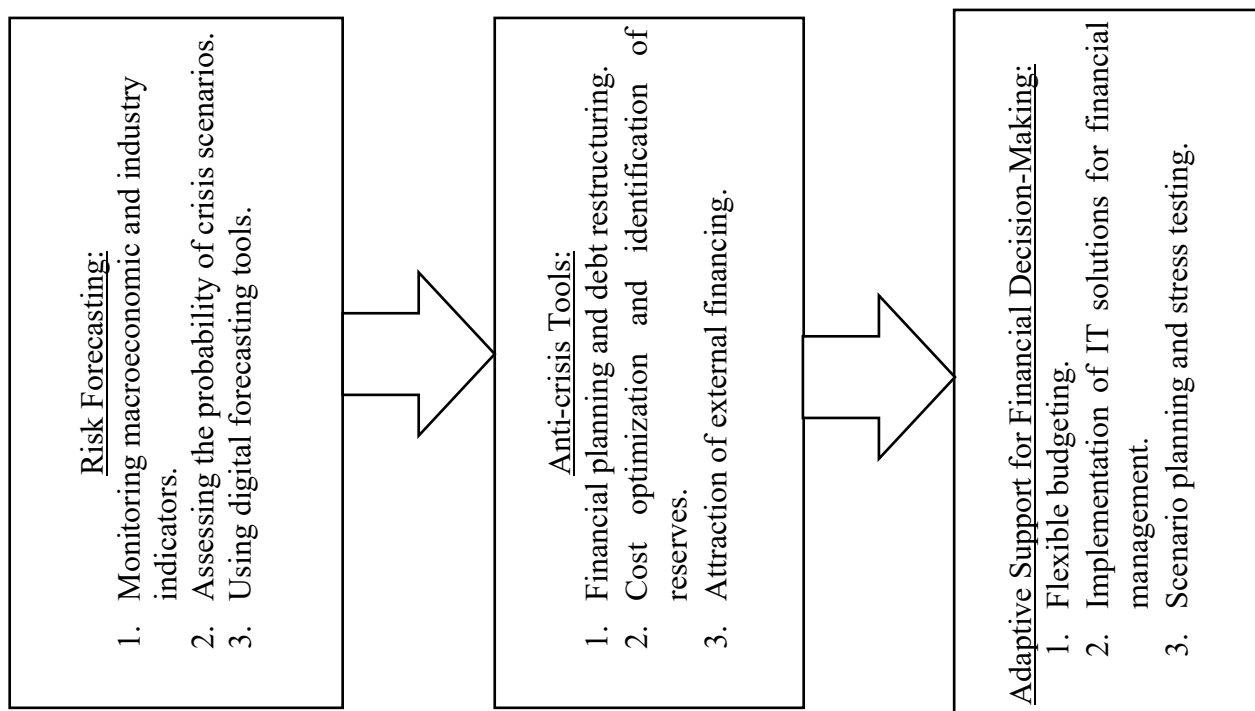 Risk Forecasting:
1. Monitoring macroeconomic and industry
indicators.
2. Assessing the probability of crisis scenarios.
3. Using digital forecasting tools.
Anti-crisis Tools:
1. Financial planning and debt restructuring.
2. Cost optimization and identification of
reserves.
3. Attraction of external financing.
Adaptive Support for Financial Decision-Making:
1. Flexible budgeting.
2. Implementation of IT solutions for financial
management.
3. Scenario planning and stress testing.